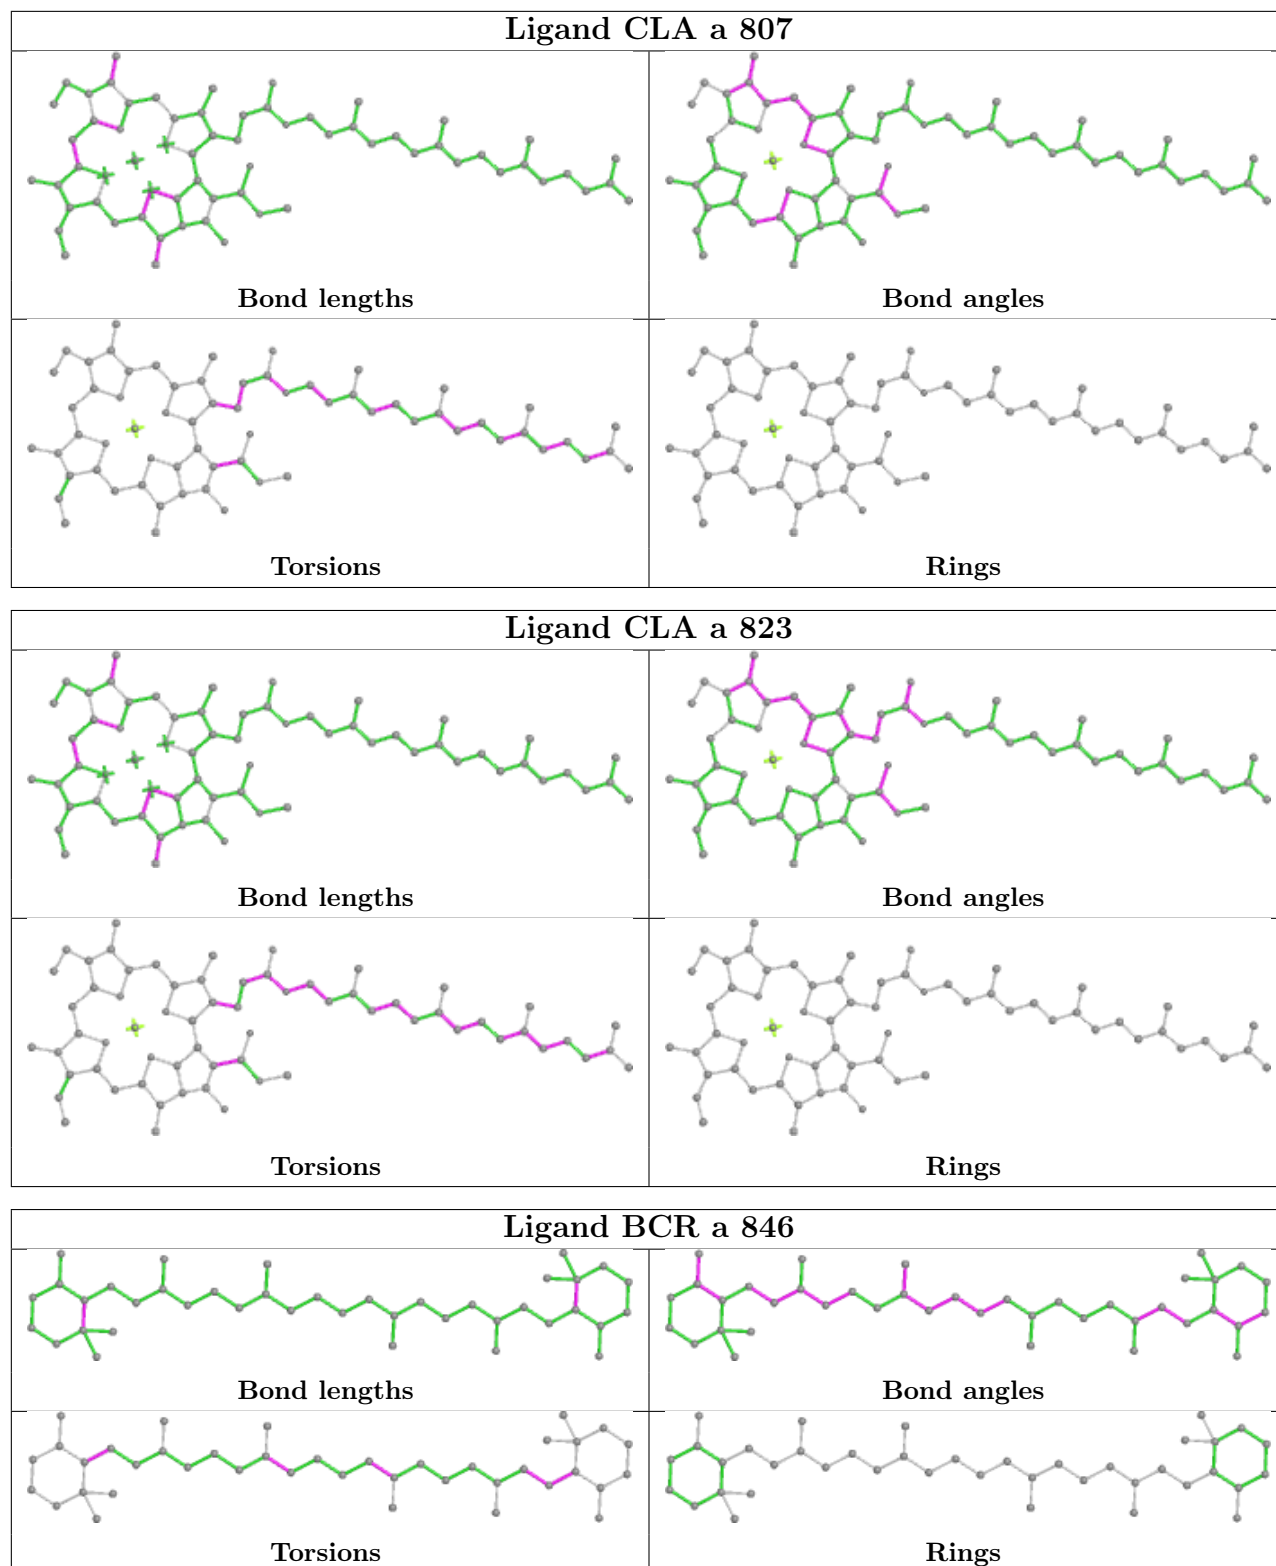 Ligand CLA a 807
Bond lengths
Bond angles
Torsions
Rings
Ligand CLA a 823
Bond lengths
Bond angles
Torsions
Rings
Ligand BCR a 846
Bond lengths
Bond angles
Torsions
Rings